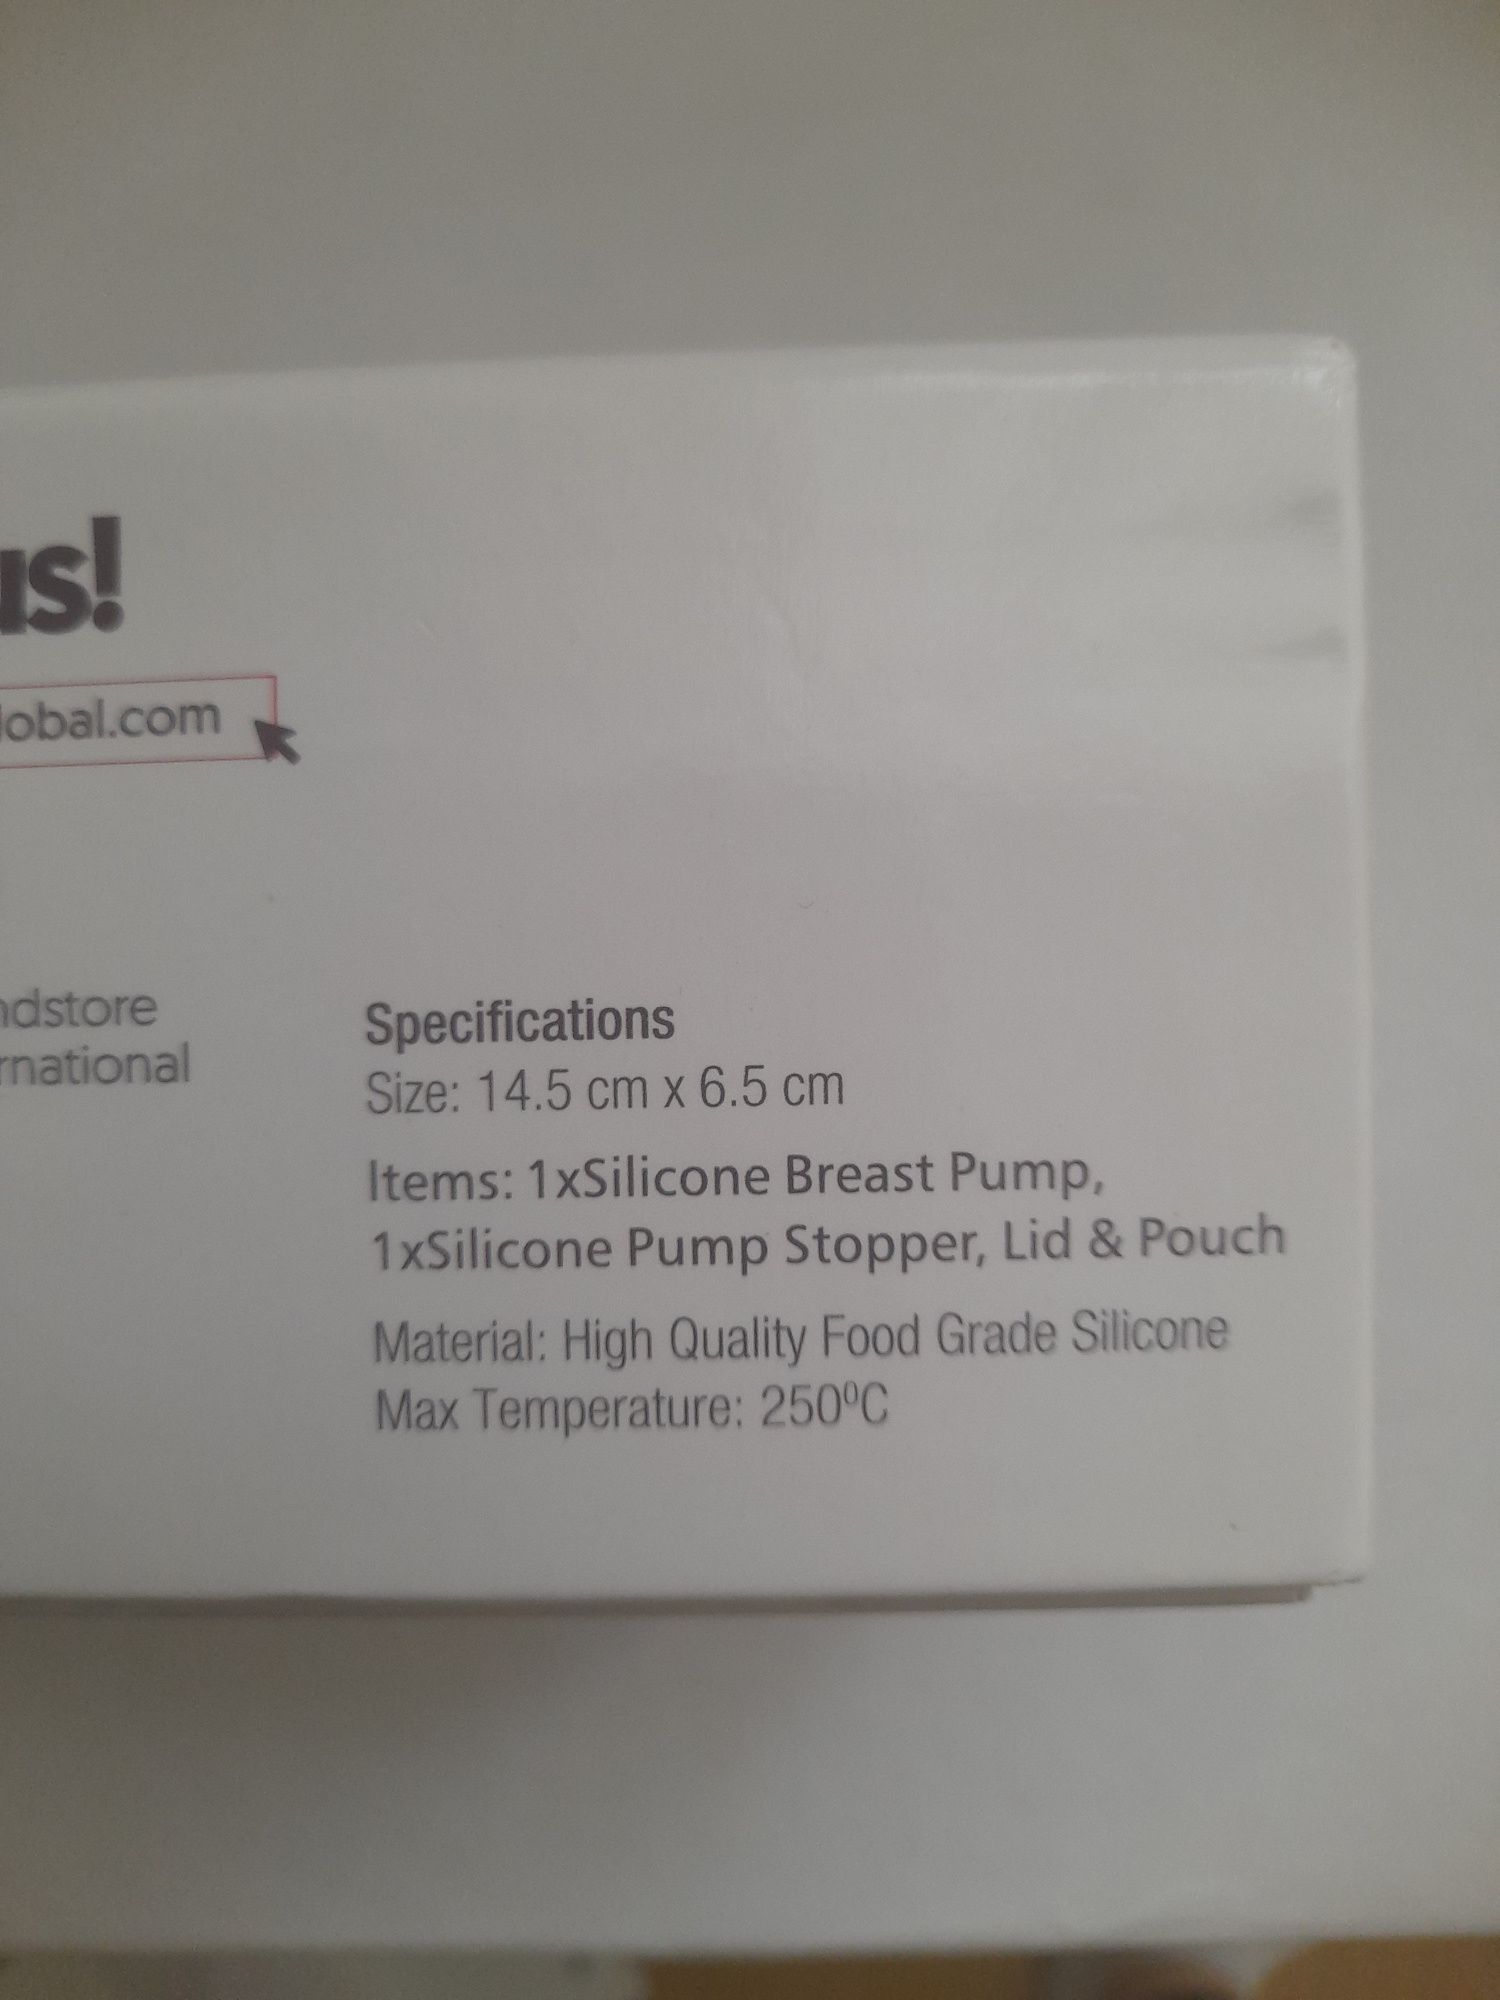 us!
lobal.com
ndstore
rnational
Specifications
Size: 14.5 cm x 6.5 cm
Items: 1xSilicone Breast Pump,
1xSilicone Pump Stopper, Lid & Pouch
Material: High Quality Food Grade Silicone
Max Temperature: 250⁰C